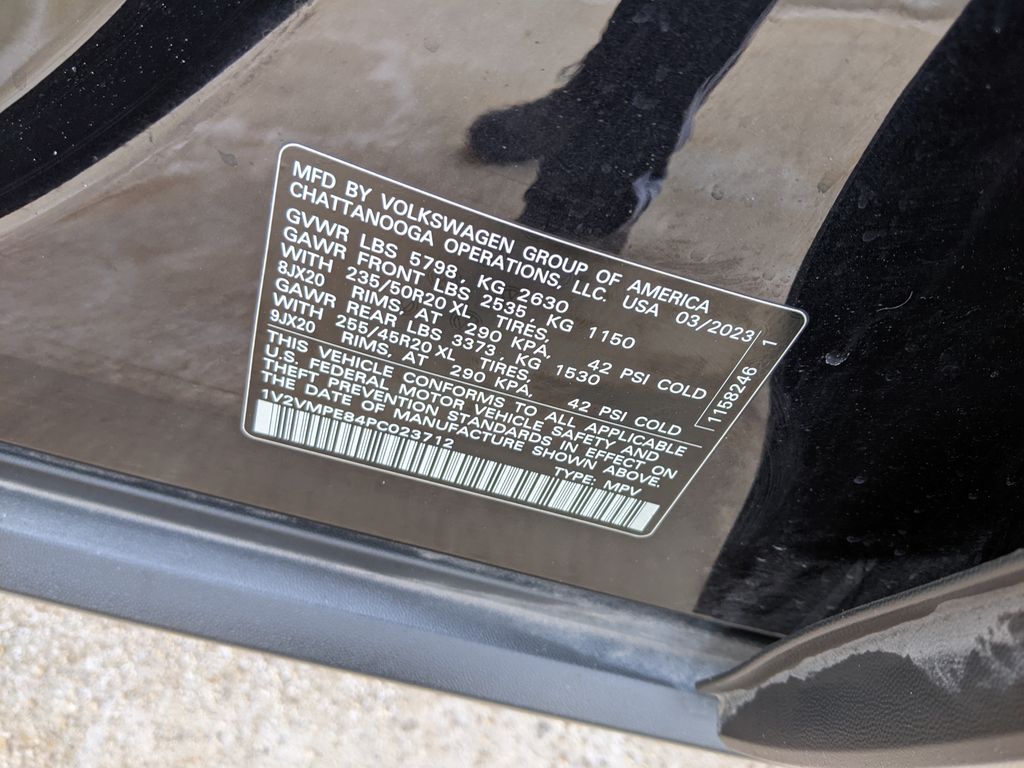 MFD BY VOLKSWAGEN GROUP OF AMERICA
CHATTANOOGA OPERATIONS, LLC. USA 03/2023
GVWR LBS 5798, KG 2630
GAWR FRONT LBS 2535, KG 1150
WITH 235/50R20 XL TIRES,
8JX20 RIMS, AT 290 KPA, 42 PSI COLD
GAWR REAR LBS 3373, KG 1530
WITH 255/45R20 XL TIRES
9JX20 RIMS, AT 290 KPA, 42 PSI COLD
1158246 1
THIS VEHICLE CONFORMS TO ALL APPLICABLE
U.S. FEDERAL MOTOR VEHICLE SAFETY AND
THEFT PREVENTION STANDARDS IN EFFECT ON
THE DATE OF MANUFACTURE SHOWN ABOVE.
1V2VMPE84PC023712 TYPE: MPV